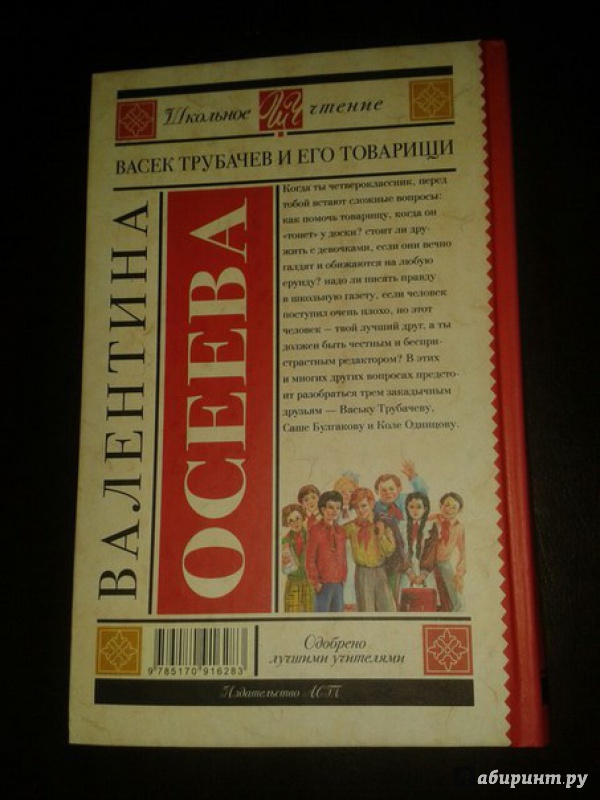 Школьное ШЧ чтение
ВАСЕК ТРУБАЧЕВ И ЕГО ТОВАРИЩИ
ВАЛЕНТИНА
ОСЕЕВА
Когда ты четвероклассник, перед
тобой встают сложные вопросы:
как помочь товарищу, когда он
«тонет» у доски? стоит ли дру-
жить с девочками, если они вечно
галдят и обижаются на любую
ерунду? надо ли писать правду
в школьную газету, если человек
поступил очень плохо, но этот
человек – твой лучший друг, а ты
должен быть честным и беспри-
страстным редактором? В этих
и многих других вопросах предсто-
ит разобраться трем закадычным
друзьям — Ваську Трубачеву,
Саше Булгакову и Коле Одинцову.
9 785170 916283
Одобрено
лучшими учителями
Издательство АСТ
абиринт.ру